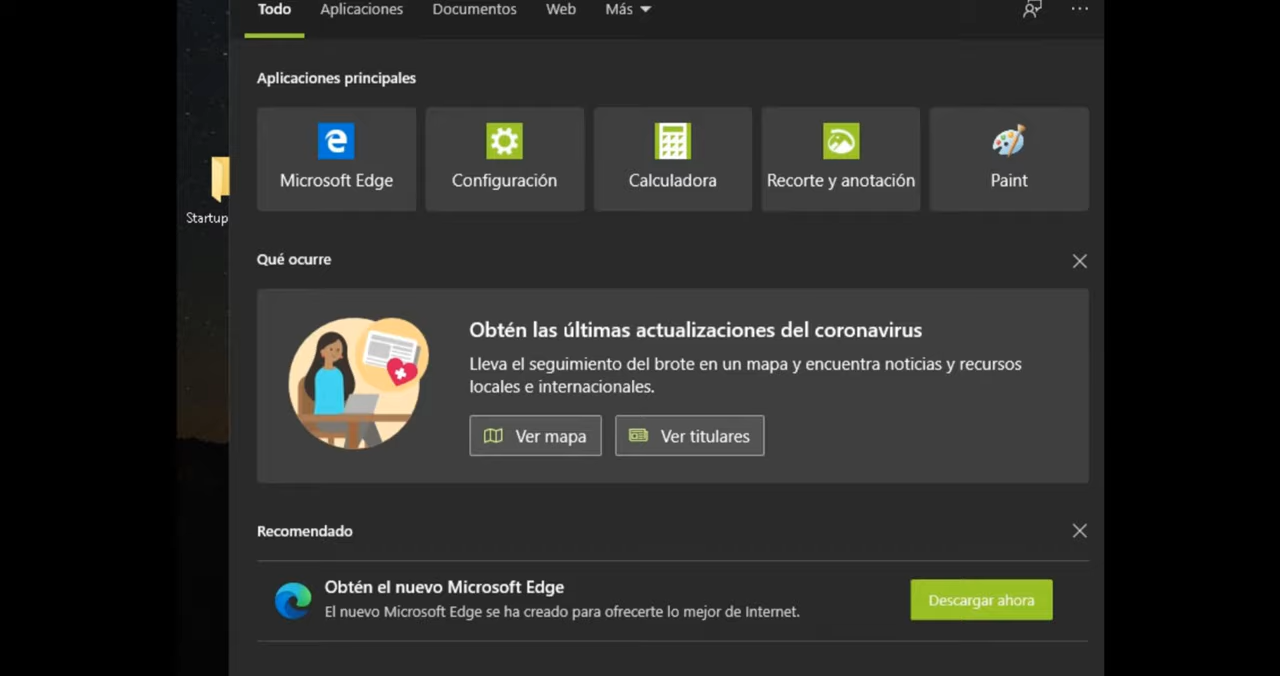 Todo Aplicaciones Documentos Web Más
Aplicaciones principales
Microsoft Edge Configuración Calculadora Recorte y anotación Paint
Startup
Qué ocurre
Obtén las últimas actualizaciones del coronavirus
Lleva el seguimiento del brote en un mapa y encuentra noticias y recursos
locales e internacionales.
Ver mapa Ver titulares
Recomendado
Obtén el nuevo Microsoft Edge
El nuevo Microsoft Edge se ha creado para ofrecerte lo mejor de Internet.
Descargar ahora